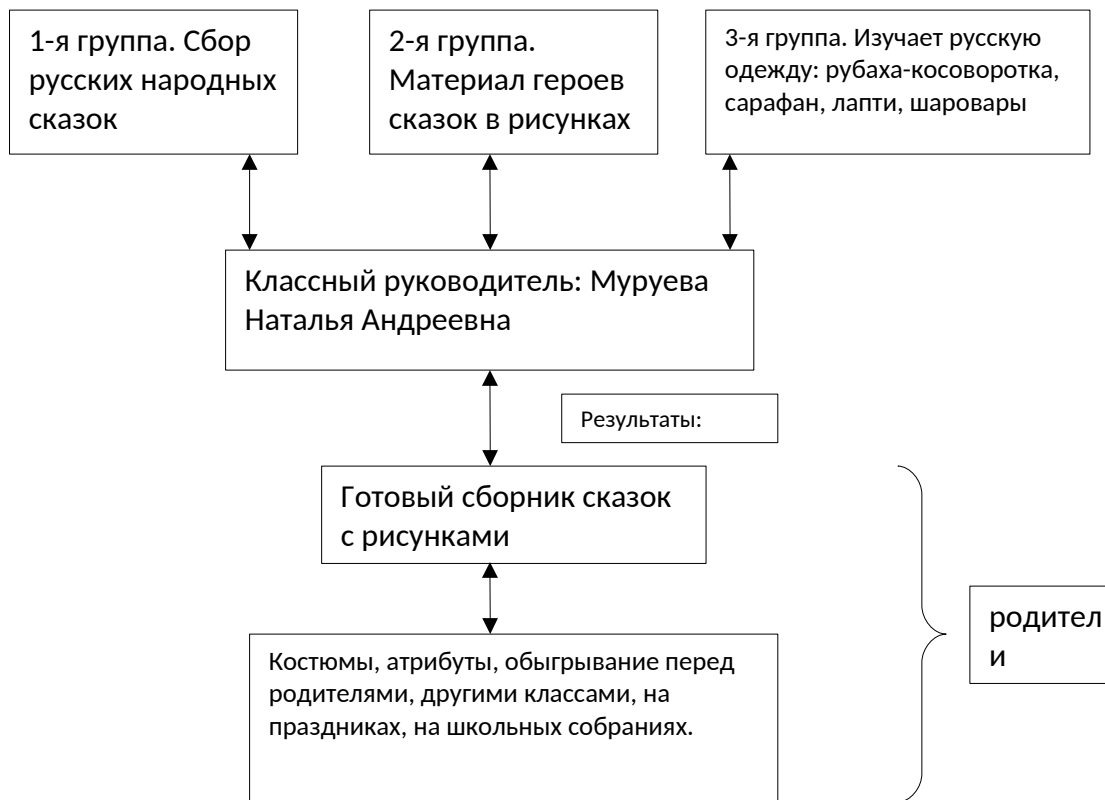 1-я группа. Сбор
русских народных
сказок
2-я группа.
Материал героев
сказок в рисунках
3-я группа. Изучает русскую
одежду: рубаха-косоворотка,
сарафан, лапти, шаровары
Классный руководитель: Муруева
Наталья Андреевна
Результаты:
Готовый сборник сказок
с рисунками
родител
и
Костюмы, атрибуты, обыгрывание перед
родителями, другими классами, на
праздниках, на школьных собраниях.